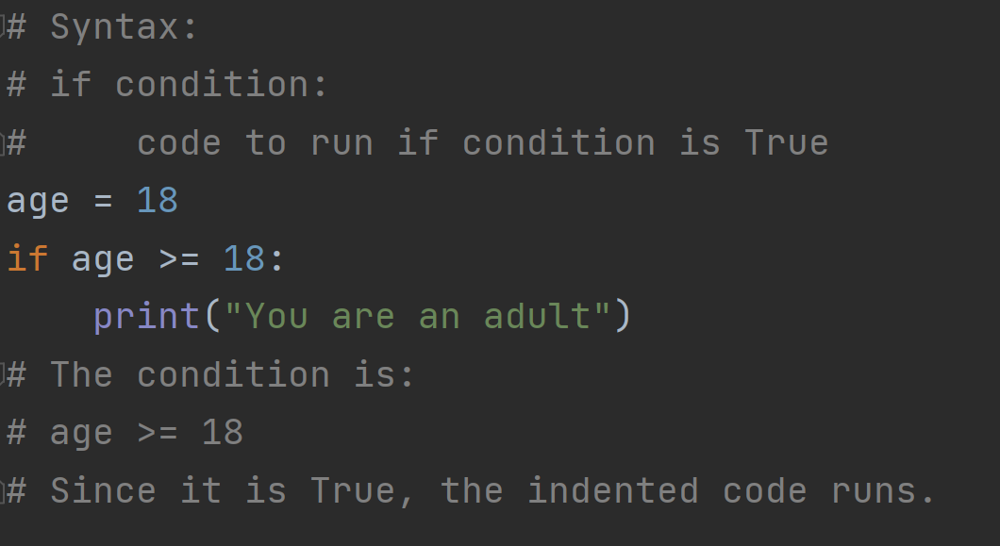 # Syntax:
# if condition:
#     code to run if condition is True
age = 18
if age >= 18:
    print("You are an adult")
# The condition is:
# age >= 18
# Since it is True, the indented code runs.